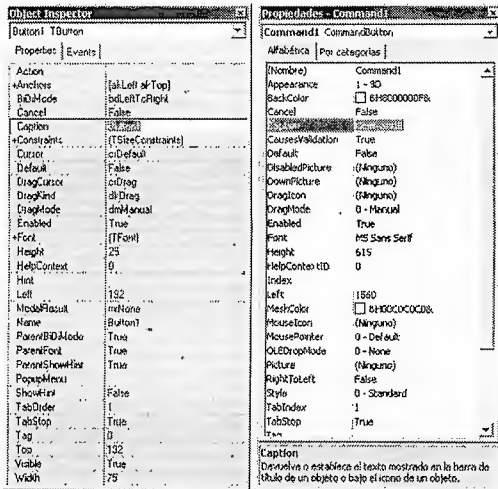 Object Inspector
Button1 TButton
Properties Events
Action
+Anchors [akLeft,akTop]
BiDiMode bdLeftToRight
Cancel False
Caption
+Constraints (TSizeConstraints)
Cursor crDefault
Default False
DragCursor crDrag
DragKind dkDrag
DragMode dmManual
Enabled True
+Font (TFont)
Height 25
HelpContext 0
Hint
Left 192
ModalResult mrNone
Name Button1
ParentBiDiMode True
ParentFont True
ParentShowHint True
PopupMenu
ShowHint False
TabOrder 1
TabStop True
Tag 0
Top 192
Visible True
Width 75
Propiedades - Command1
Command1 CommandButton
Alfabética Por categorías
(Nombre) Command1
Appearance 1 - 3D
BackColor &H8000000F&
Cancel False
CausesValidation True
Default False
DisabledPicture (Ninguno)
DownPicture (Ninguno)
DragIcon (Ninguno)
DragMode 0 - Manual
Enabled True
Font MS Sans Serif
Height 615
HelpContextID 0
Index
Left 1560
MaskColor &H00C0C0C0&
MouseIcon (Ninguno)
MousePointer 0 - Default
OLEDropMode 0 - None
Picture (Ninguno)
RightToLeft False
Style 0 - Standard
TabIndex 1
TabStop True
Tag
Caption
Devuelve o establece el texto mostrado en la barra de
título de un objeto o bajo el icono de un objeto.